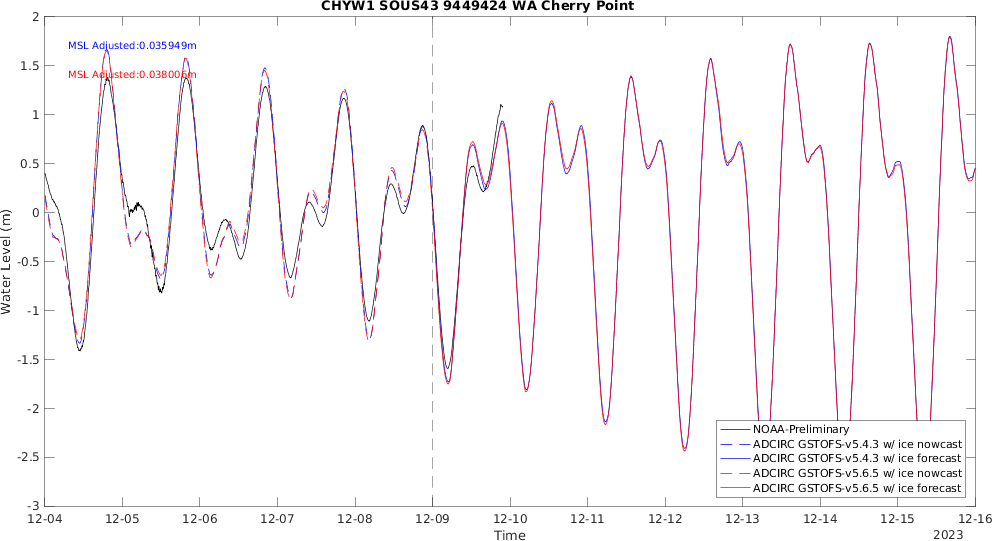 CHYW1 SOUS43 9449424 WA Cherry Point
MSL Adjusted:0.035949m
MSL Adjusted:0.038006m
Water Level (m)
2
1.5
1
0.5
0
-0.5
-1
-1.5
-2
-2.5
-3
NOAA-Preliminary
ADCIRC GSTOFS-v5.4.3 w/ ice nowcast
ADCIRC GSTOFS-v5.4.3 w/ ice forecast
ADCIRC GSTOFS-v5.6.5 w/ ice nowcast
ADCIRC GSTOFS-v5.6.5 w/ ice forecast
12-04 12-05 12-06 12-07 12-08 12-09 12-10 12-11 12-12 12-13 12-14 12-15 12-16
Time
2023